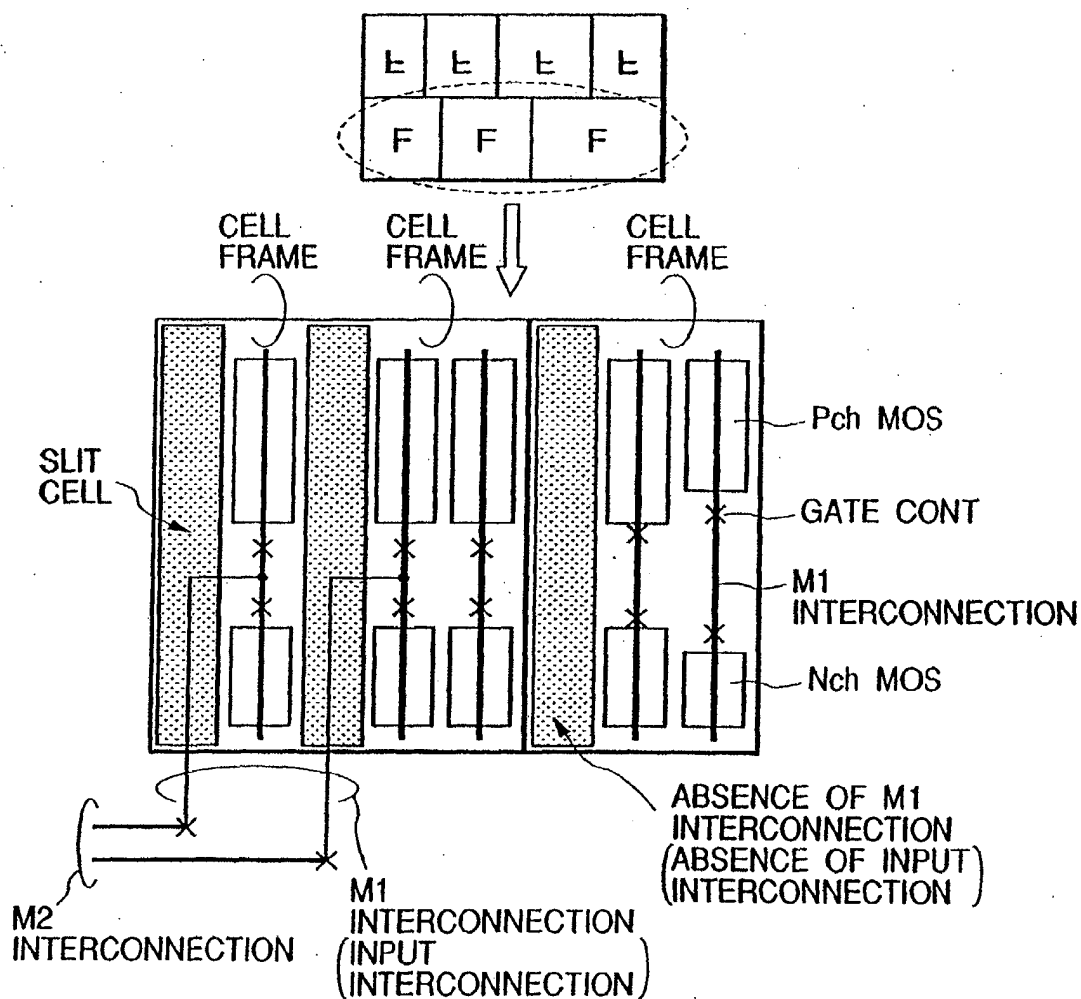 F F F F
F F F
CELL
FRAME
CELL
FRAME
CELL
FRAME
SLIT
CELL
Pch MOS
GATE CONT
M1
INTERCONNECTION
Nch MOS
ABSENCE OF M1
INTERCONNECTION
(ABSENCE OF INPUT
INTERCONNECTION)
M2
INTERCONNECTION
M1
INTERCONNECTION
(INPUT
INTERCONNECTION)